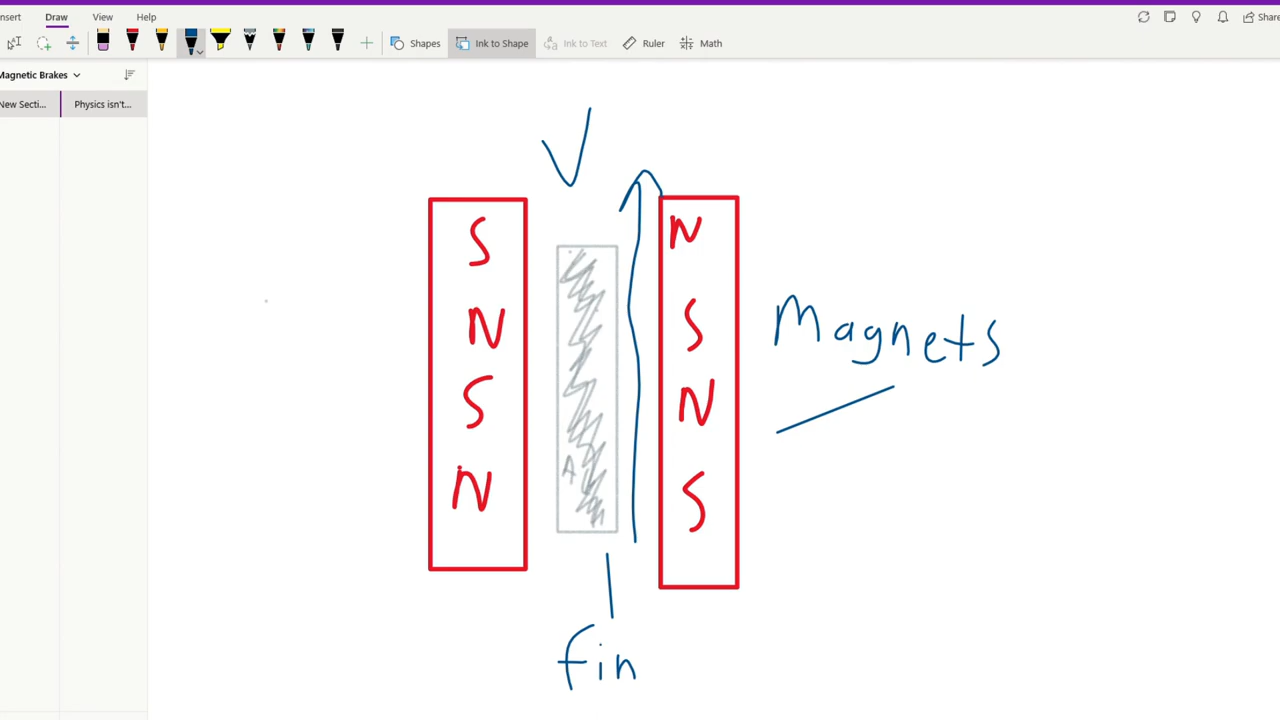 nsert Draw View Help Share
Shapes Ink to Shape Ink to Text Ruler Math
Magnetic Brakes
New Secti... Physics isn't...
V
S N
N S
S N
N S
A
Magnets
fin